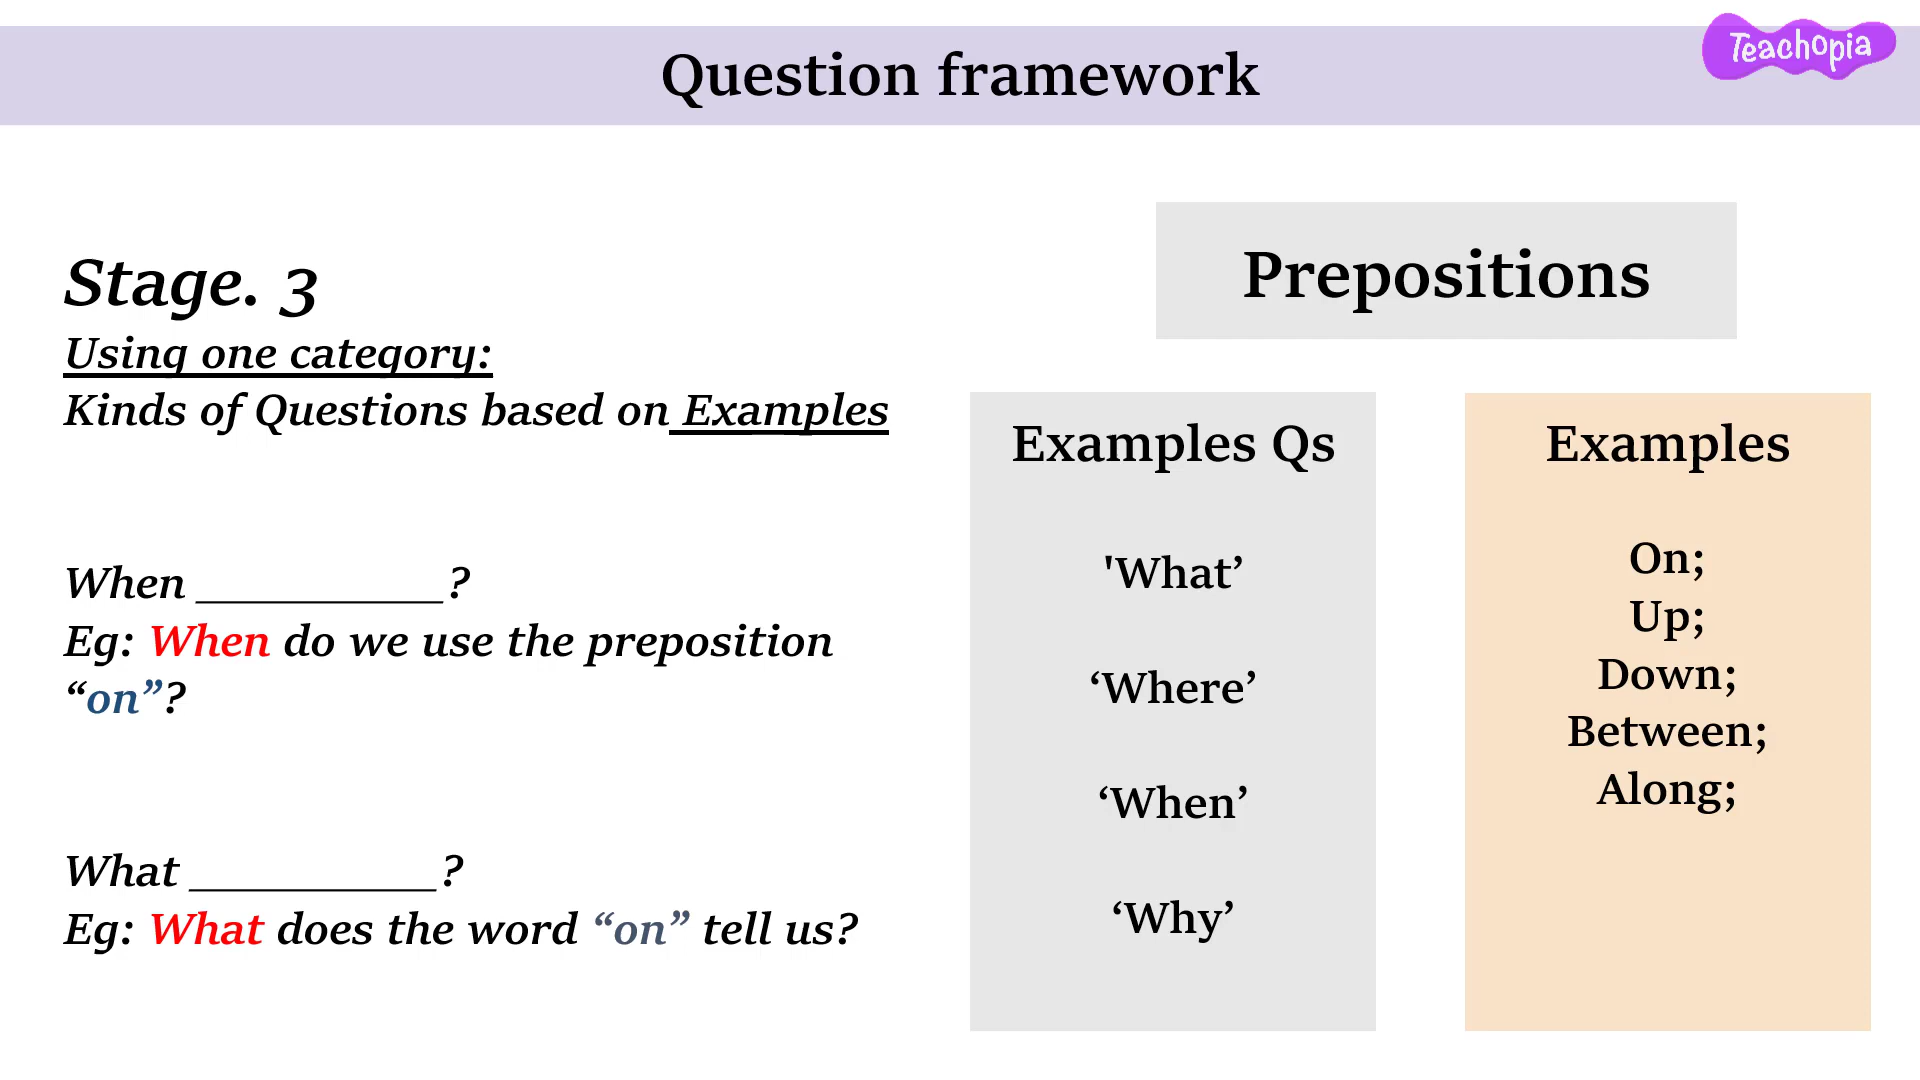 Question framework
Teachopia
Stage. 3
Using one category:
Kinds of Questions based on Examples
When ___________?
Eg: When do we use the preposition
“on”?
What ___________?
Eg: What does the word “on” tell us?
Prepositions
Examples Qs
'What’
‘Where’
‘When’
‘Why’
Examples
On;
Up;
Down;
Between;
Along;